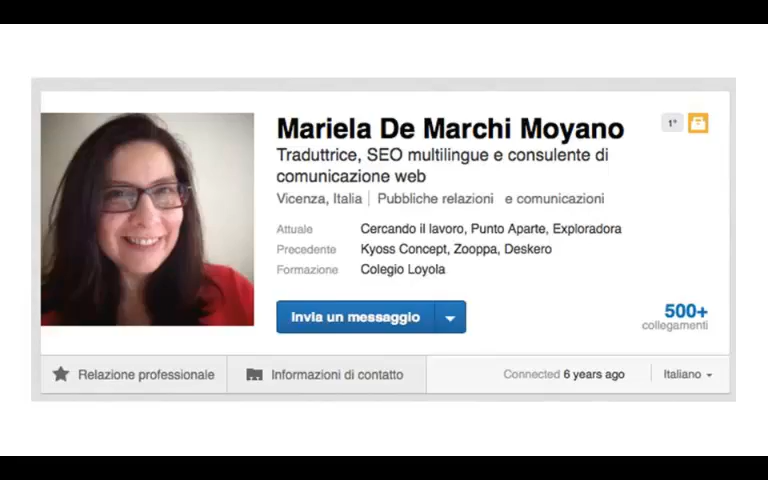 Mariela De Marchi Moyano
1°
Traduttrice, SEO multilingue e consulente di
comunicazione web
Vicenza, Italia | Pubbliche relazioni e comunicazioni
Attuale Cercando il lavoro, Punto Aparte, Exploradora
Precedente Kyoss Concept, Zooppa, Deskero
Formazione Colegio Loyola
Invia un messaggio
500+
collegamenti
Relazione professionale Informazioni di contatto Connected 6 years ago Italiano